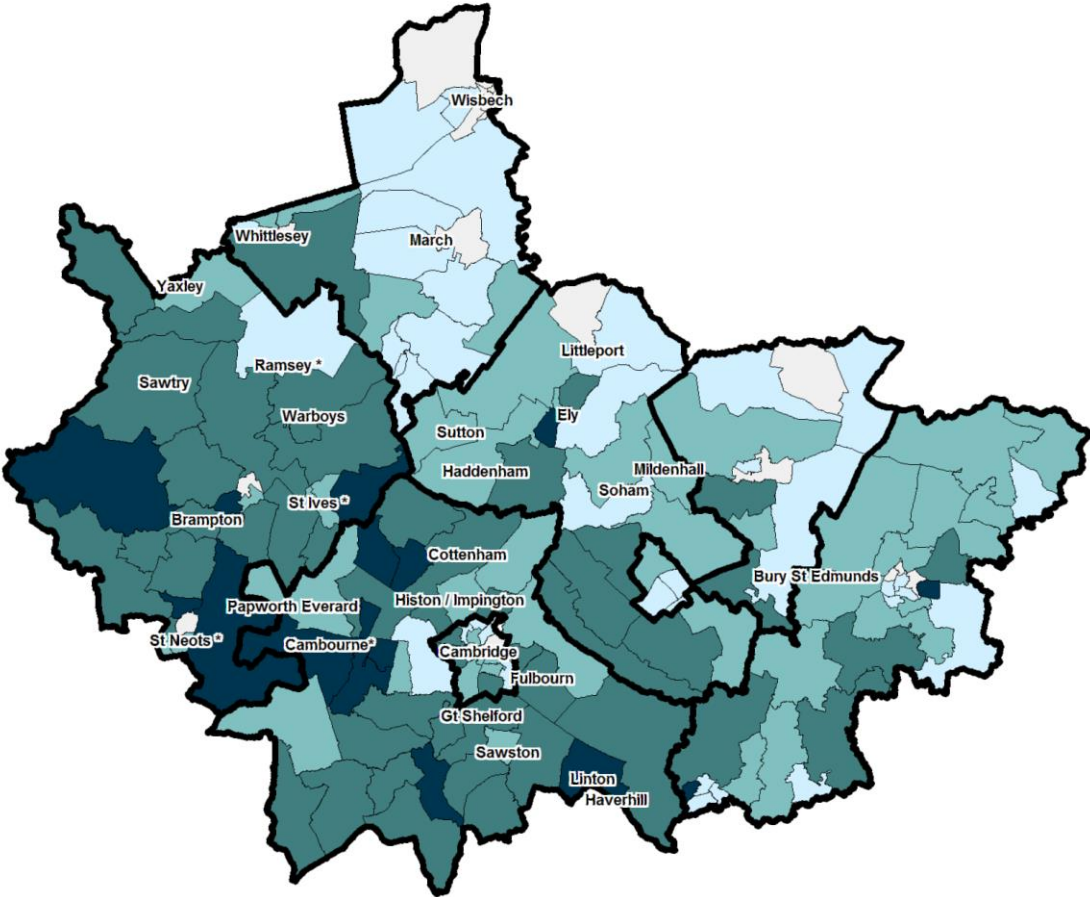 Wisbech
Whittlesey
March
Yaxley
Littleport
Ramsey *
Sawtry
Warboys
Ely
Sutton
Haddenham
Mildenhall
Soham
St Ives *
Brampton
Cottenham
Bury St Edmunds
Papworth Everard
Histon / Impington
St Neots *
Cambourne*
Cambridge
Fulbourn
Gt Shelford
Sawston
Linton
Haverhill